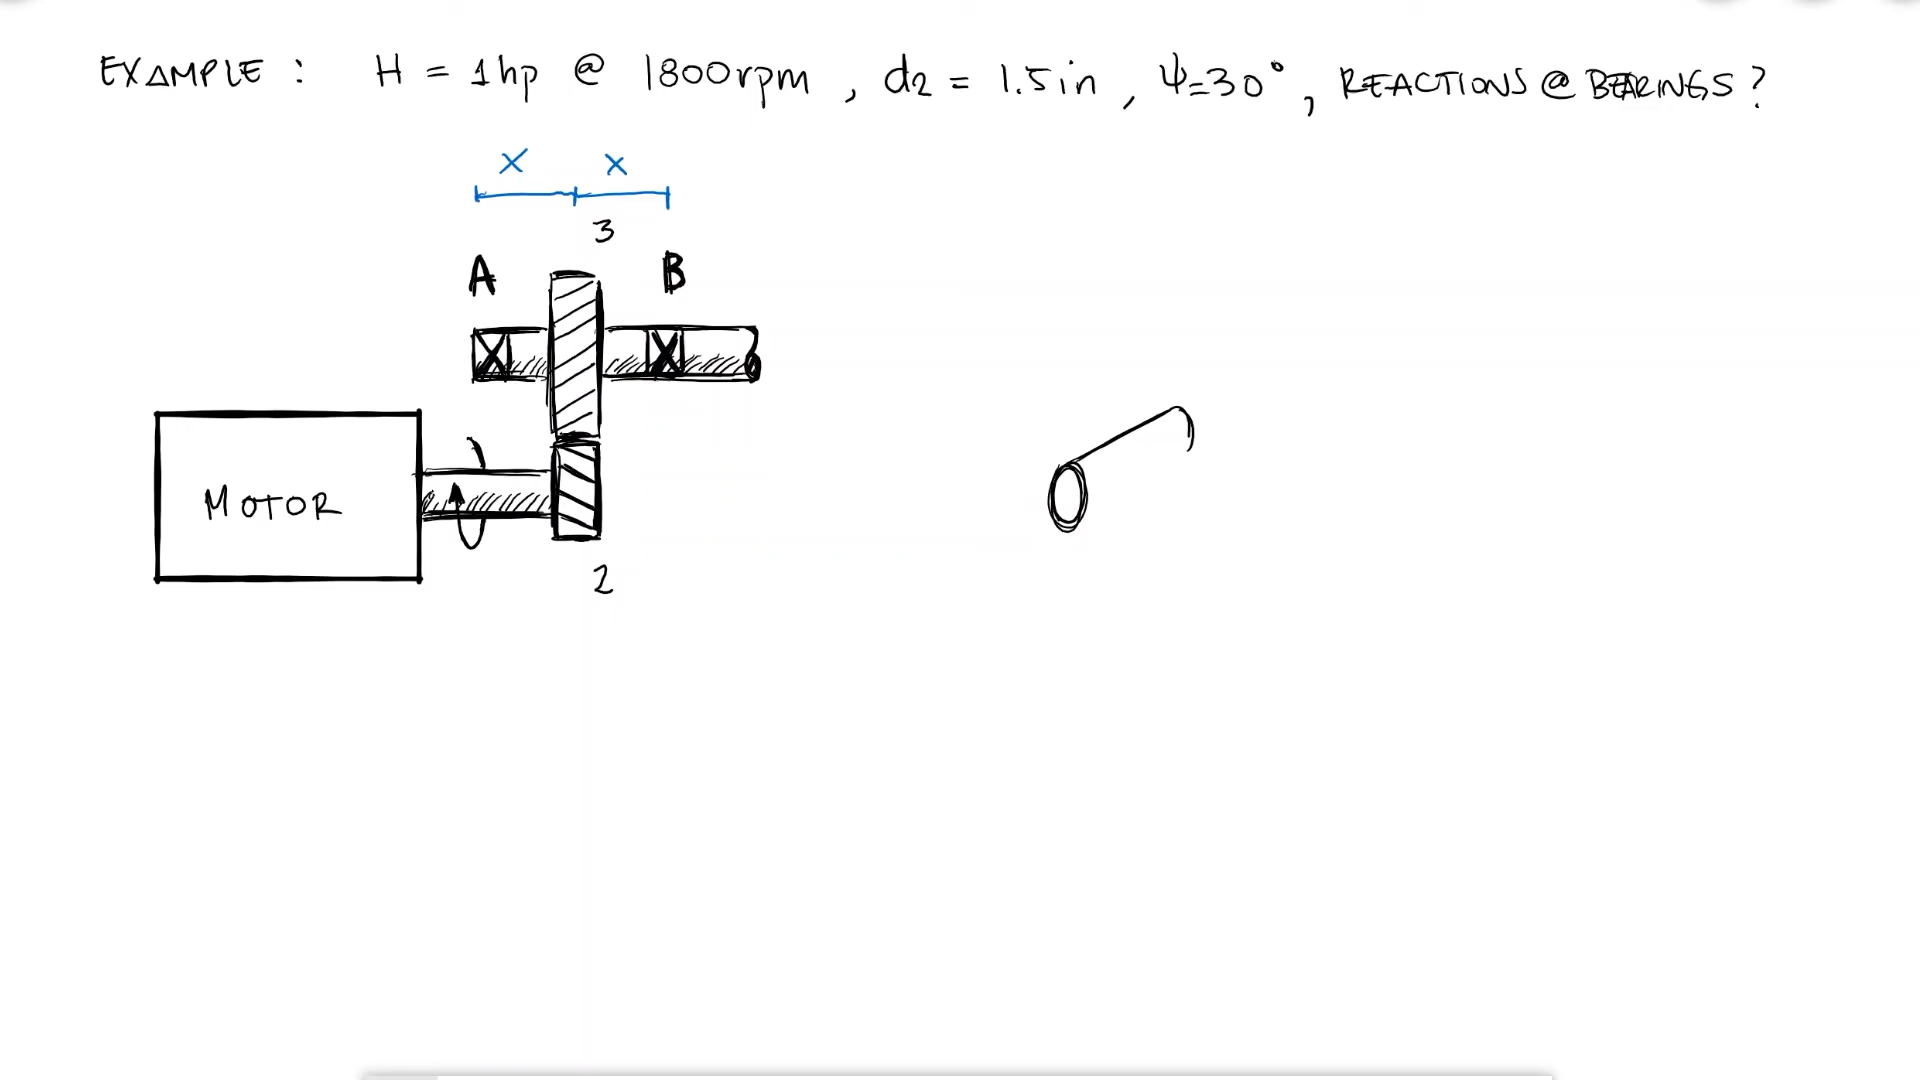 EXAMPLE : H = 1hp @ 1800rpm , d2 = 1.5in , ψ=30° , REACTIONS @ BEARINGS ?
x x
3
A B
MOTOR
2